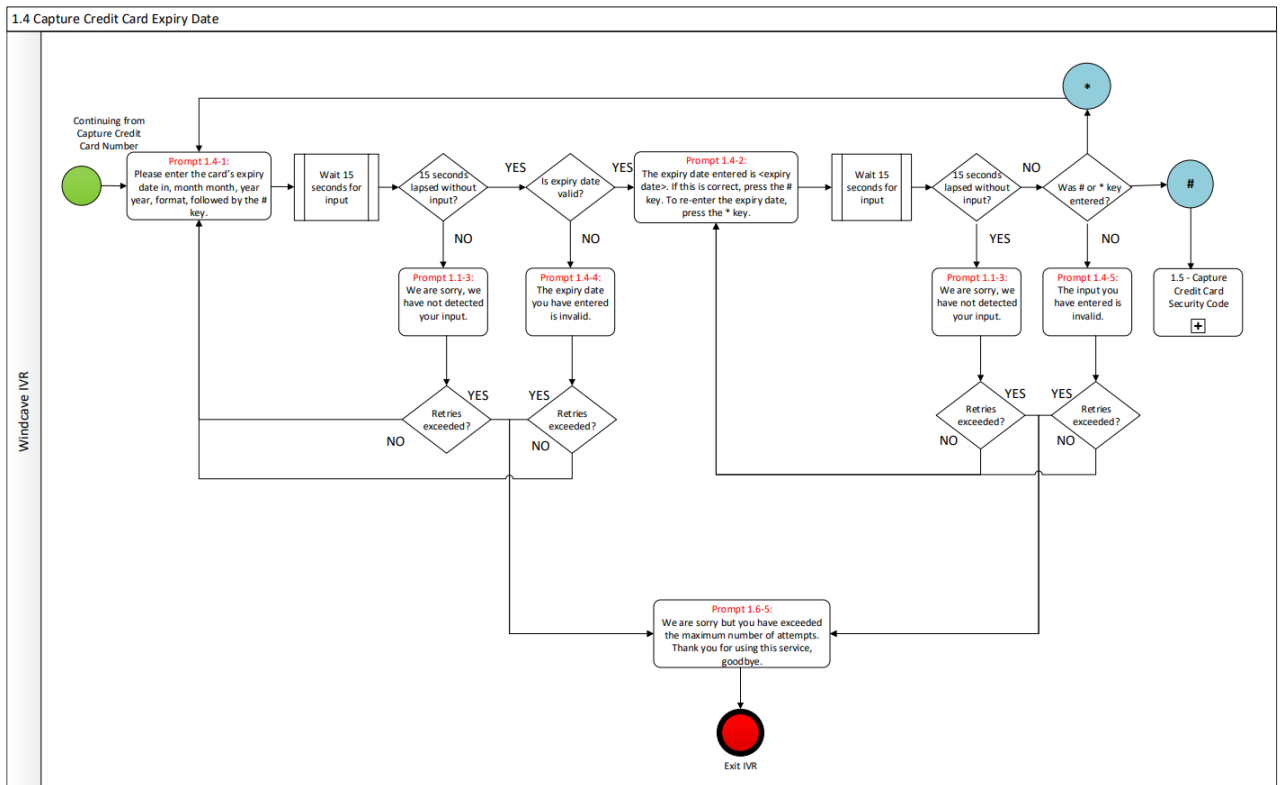 1.4 Capture Credit Card Expiry Date
Windcave IVR
Continuing from
Capture Credit
Card Number
Prompt 1.4-1:
Please enter the card's expiry
date in, month month, year
year, format, followed by the #
key.
Wait 15
seconds for
input
15 seconds
lapsed without
input?
YES
NO
Is expiry date
valid?
YES
NO
Prompt 1.4-2:
The expiry date entered is <expiry
date>. If this is correct, press the #
key. To re-enter the expiry date,
press the * key.
Wait 15
seconds for
input
15 seconds
lapsed without
input?
NO
YES
Was # or * key
entered?
NO
*
#
1.5 - Capture
Credit Card
Security Code
Prompt 1.1-3:
We are sorry, we
have not detected
your input.
Prompt 1.4-4:
The expiry date
you have entered
is invalid.
Prompt 1.1-3:
We are sorry, we
have not detected
your input.
Prompt 1.4-5:
The input you
have entered is
invalid.
Retries
exceeded?
YES
NO
Retries
exceeded?
YES
NO
Retries
exceeded?
YES
NO
Retries
exceeded?
YES
NO
Prompt 1.6-5:
We are sorry but you have exceeded
the maximum number of attempts.
Thank you for using this service,
goodbye.
Exit IVR